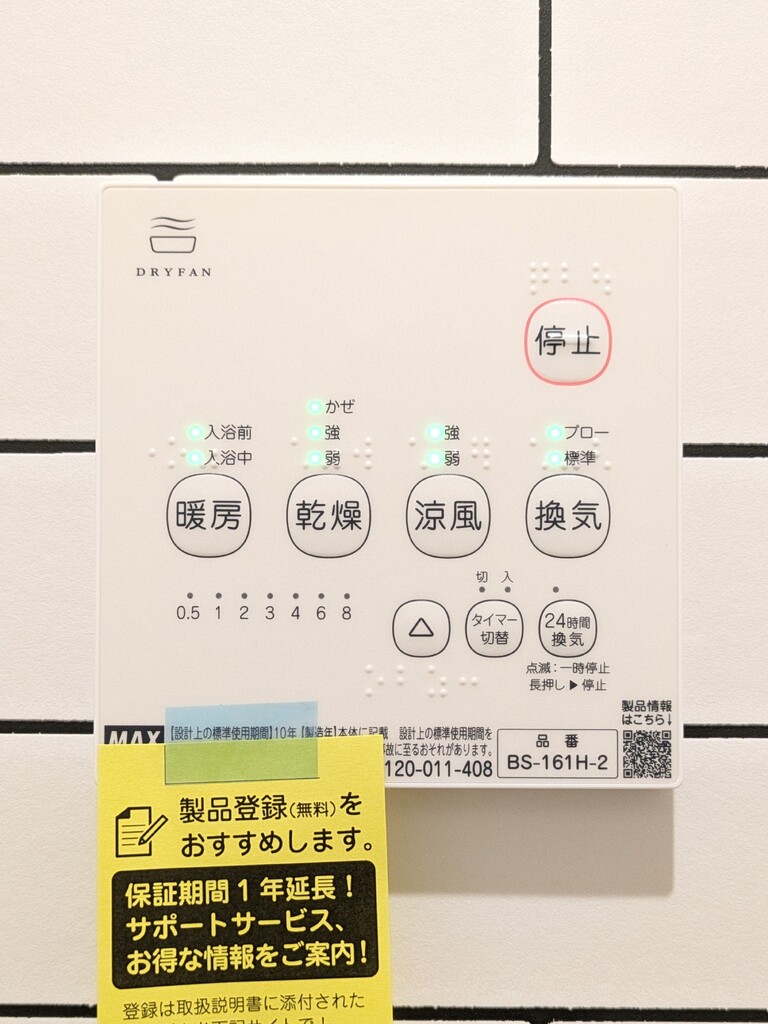 DRYFAN
停止
かぜ
入浴前 強 強 ブロー
入浴中 弱 弱 標準
暖房 乾燥 涼風 換気
切 入
0.5 1 2 3 4 6 8
△
タイマー
切替
24時間
換気
点滅:一時停止
長押し▶停止
製品情報
はこちら↓
MAX
【設計上の標準使用期間】10年【製造年】本体に記載 設計上の標準使用期間を
故に至るおそれがあります。
120-011-408
品番
BS-161H-2
製品登録(無料)を
おすすめします。
保証期間1年延長!
サポートサービス、
お得な情報をご案内!
登録は取扱説明書に添付された